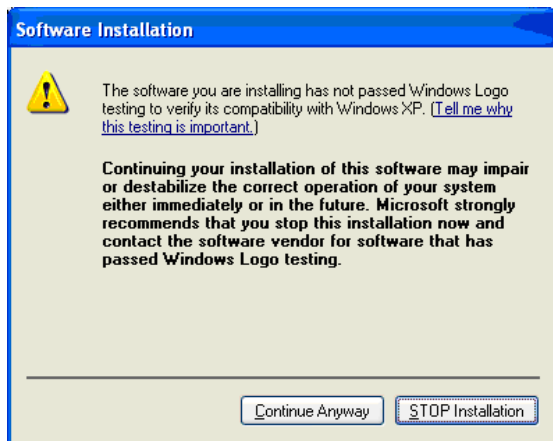 Software Installation
The software you are installing has not passed Windows Logo
testing to verify its compatibility with Windows XP. (Tell me why
this testing is important.)
Continuing your installation of this software may impair
or destabilize the correct operation of your system
either immediately or in the future. Microsoft strongly
recommends that you stop this installation now and
contact the software vendor for software that has
passed Windows Logo testing.
Continue Anyway
STOP Installation